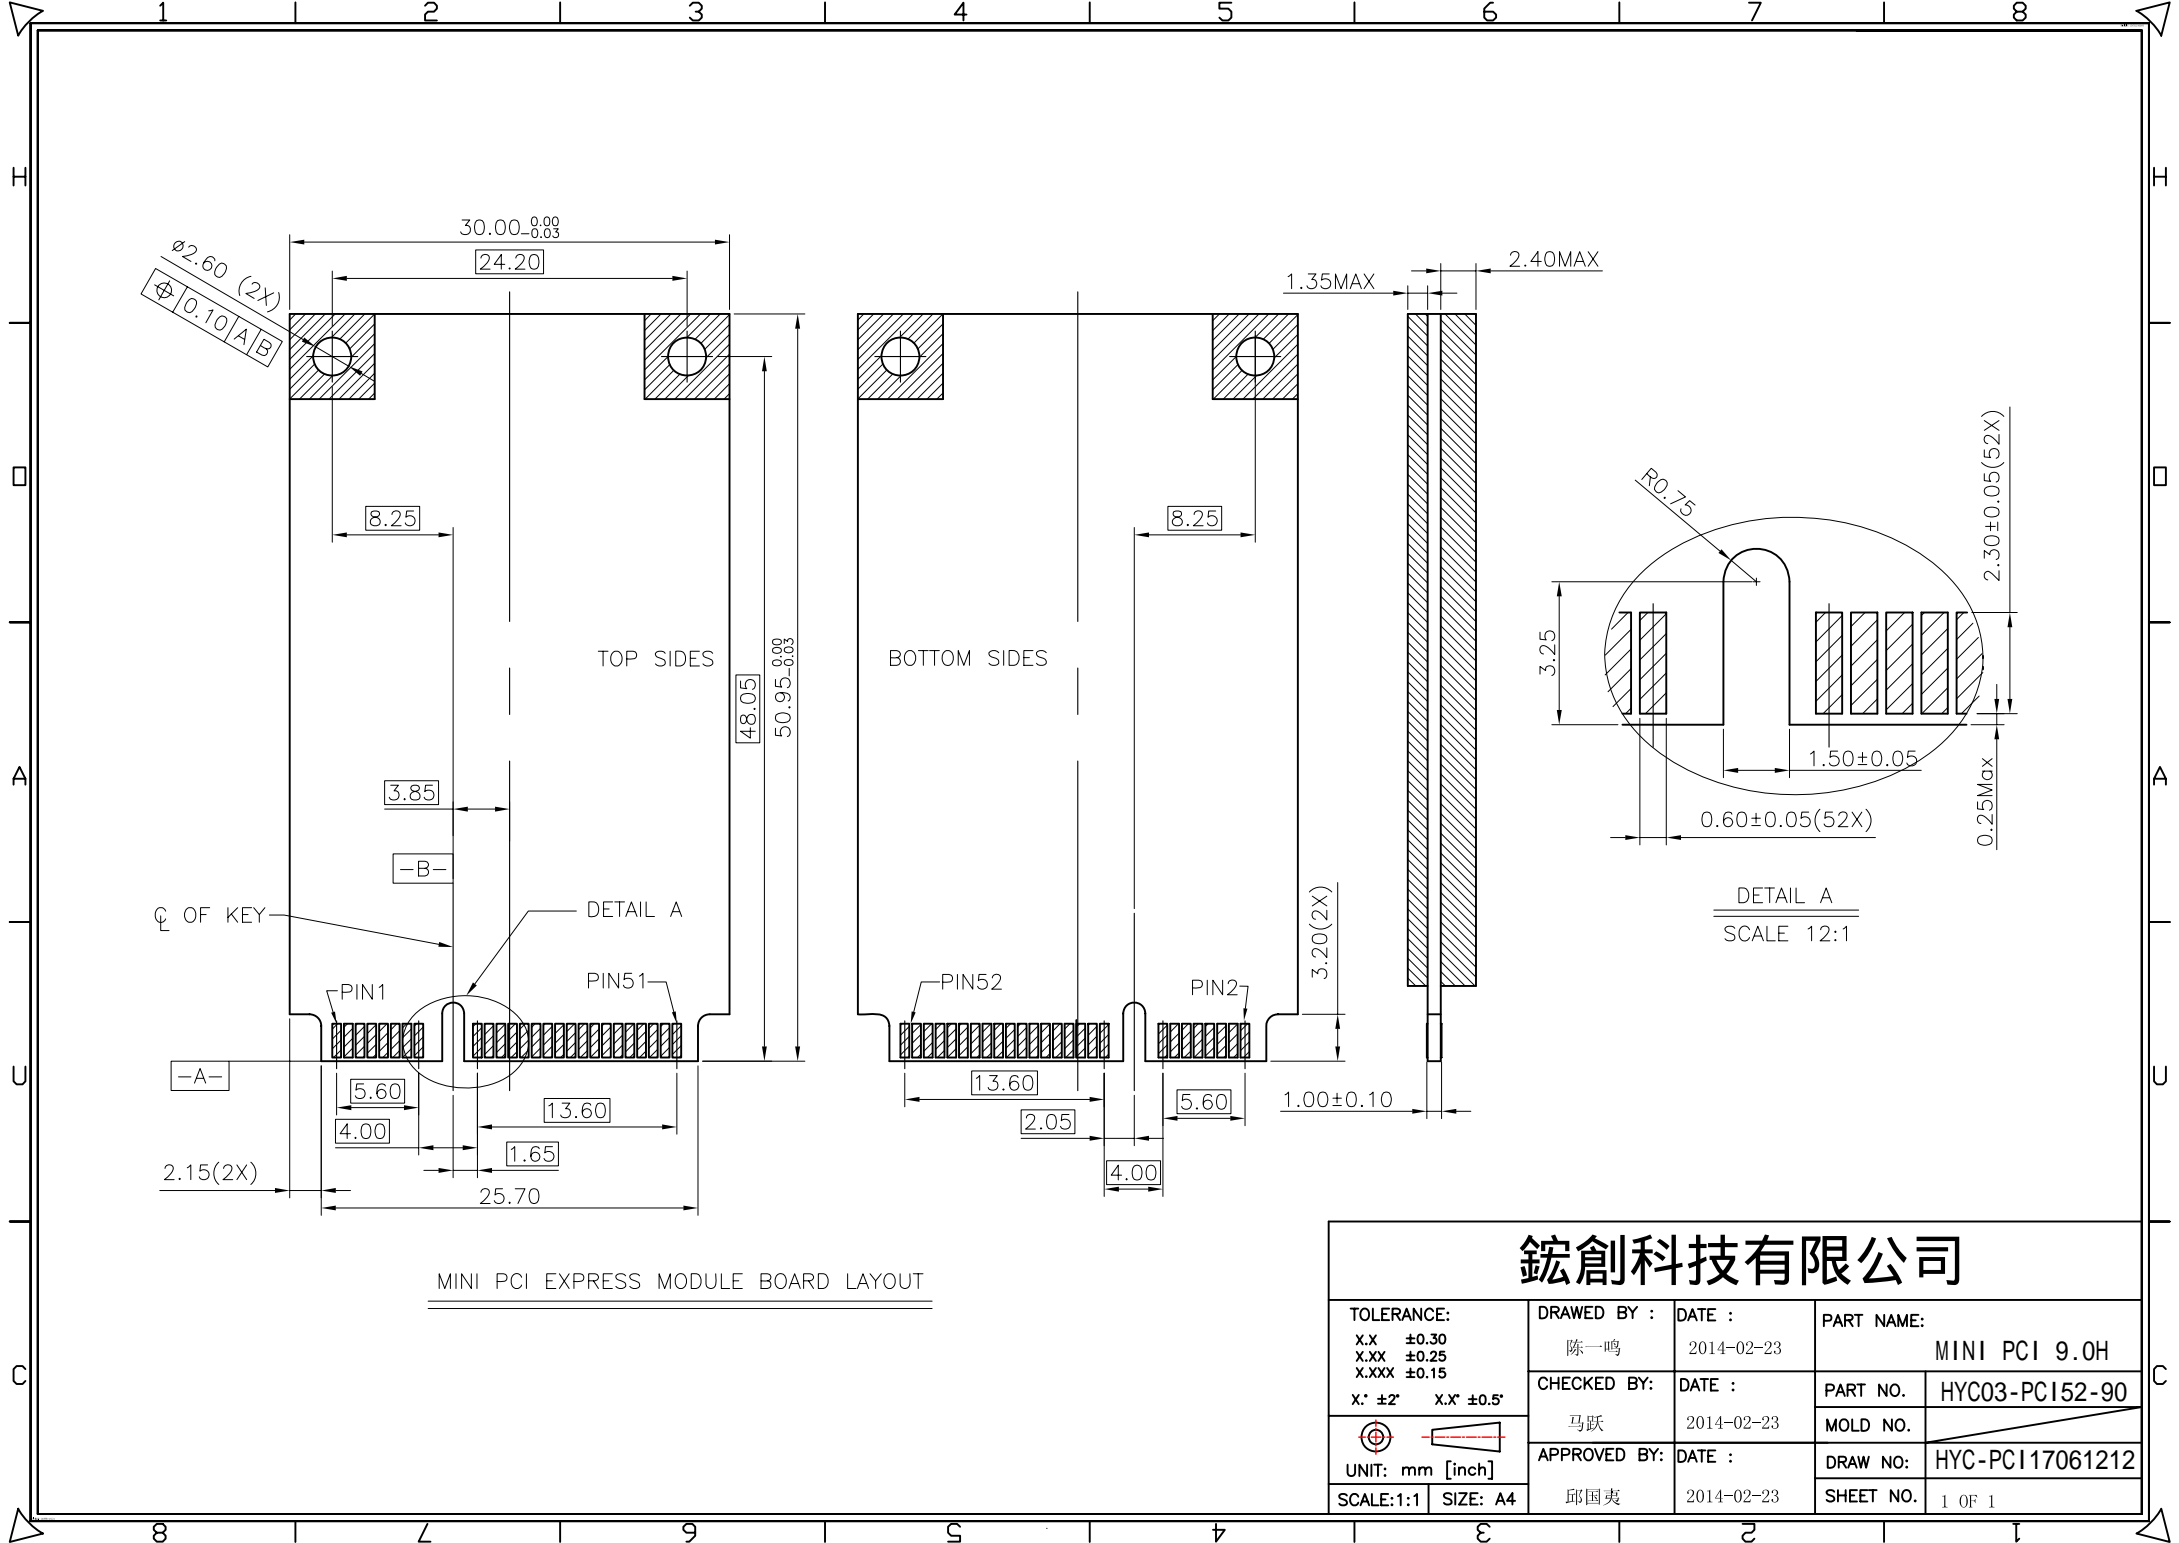 1 2 3 4 5 6 7 8
H H
D D
A A
U U
C C
8 7 6 5 4 3 2 1
30.00 0.00 -0.03
24.20
ø2.60 (2X)
⌖ 0.10 A B
8.25
TOP SIDES
48.05
50.95 0.00 -0.03
3.85
-B-
℄ OF KEY
DETAIL A
PIN1
PIN51
-A-
5.60
13.60
4.00
1.65
2.15(2X)
25.70
8.25
BOTTOM SIDES
PIN52
PIN2
3.20(2X)
13.60
5.60
2.05
4.00
1.35MAX
2.40MAX
1.00±0.10
R0.75
2.30±0.05(52X)
3.25
1.50±0.05
0.60±0.05(52X)
0.25Max
DETAIL A
SCALE 12:1
MINI PCI EXPRESS MODULE BOARD LAYOUT
鋐創科技有限公司
TOLERANCE:
X.X ±0.30
X.XX ±0.25
X.XXX ±0.15
X.° ±2° X.X° ±0.5°
UNIT: mm [inch]
SCALE:1:1 SIZE: A4
DRAWED BY : DATE :
陈一鸣 2014-02-23
CHECKED BY: DATE :
马跃 2014-02-23
APPROVED BY: DATE :
邱国夷 2014-02-23
PART NAME:
MINI PCI 9.0H
PART NO. HYC03-PCI52-90
MOLD NO.
DRAW NO: HYC-PCI17061212
SHEET NO. 1 OF 1